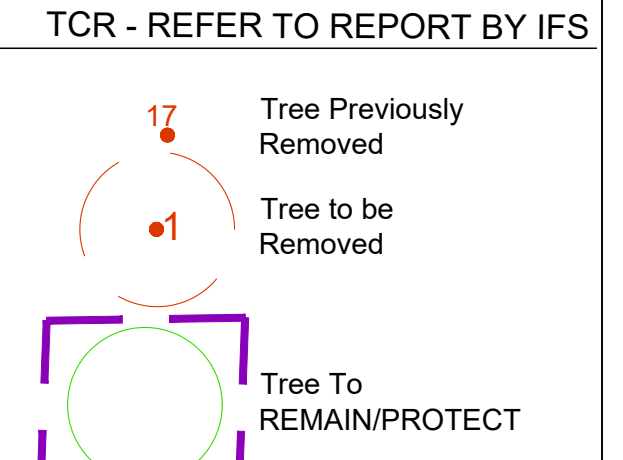 TCR - REFER TO REPORT BY IFS
17
Tree Previously
Removed
1
Tree to be
Removed
Tree To
REMAIN/PROTECT